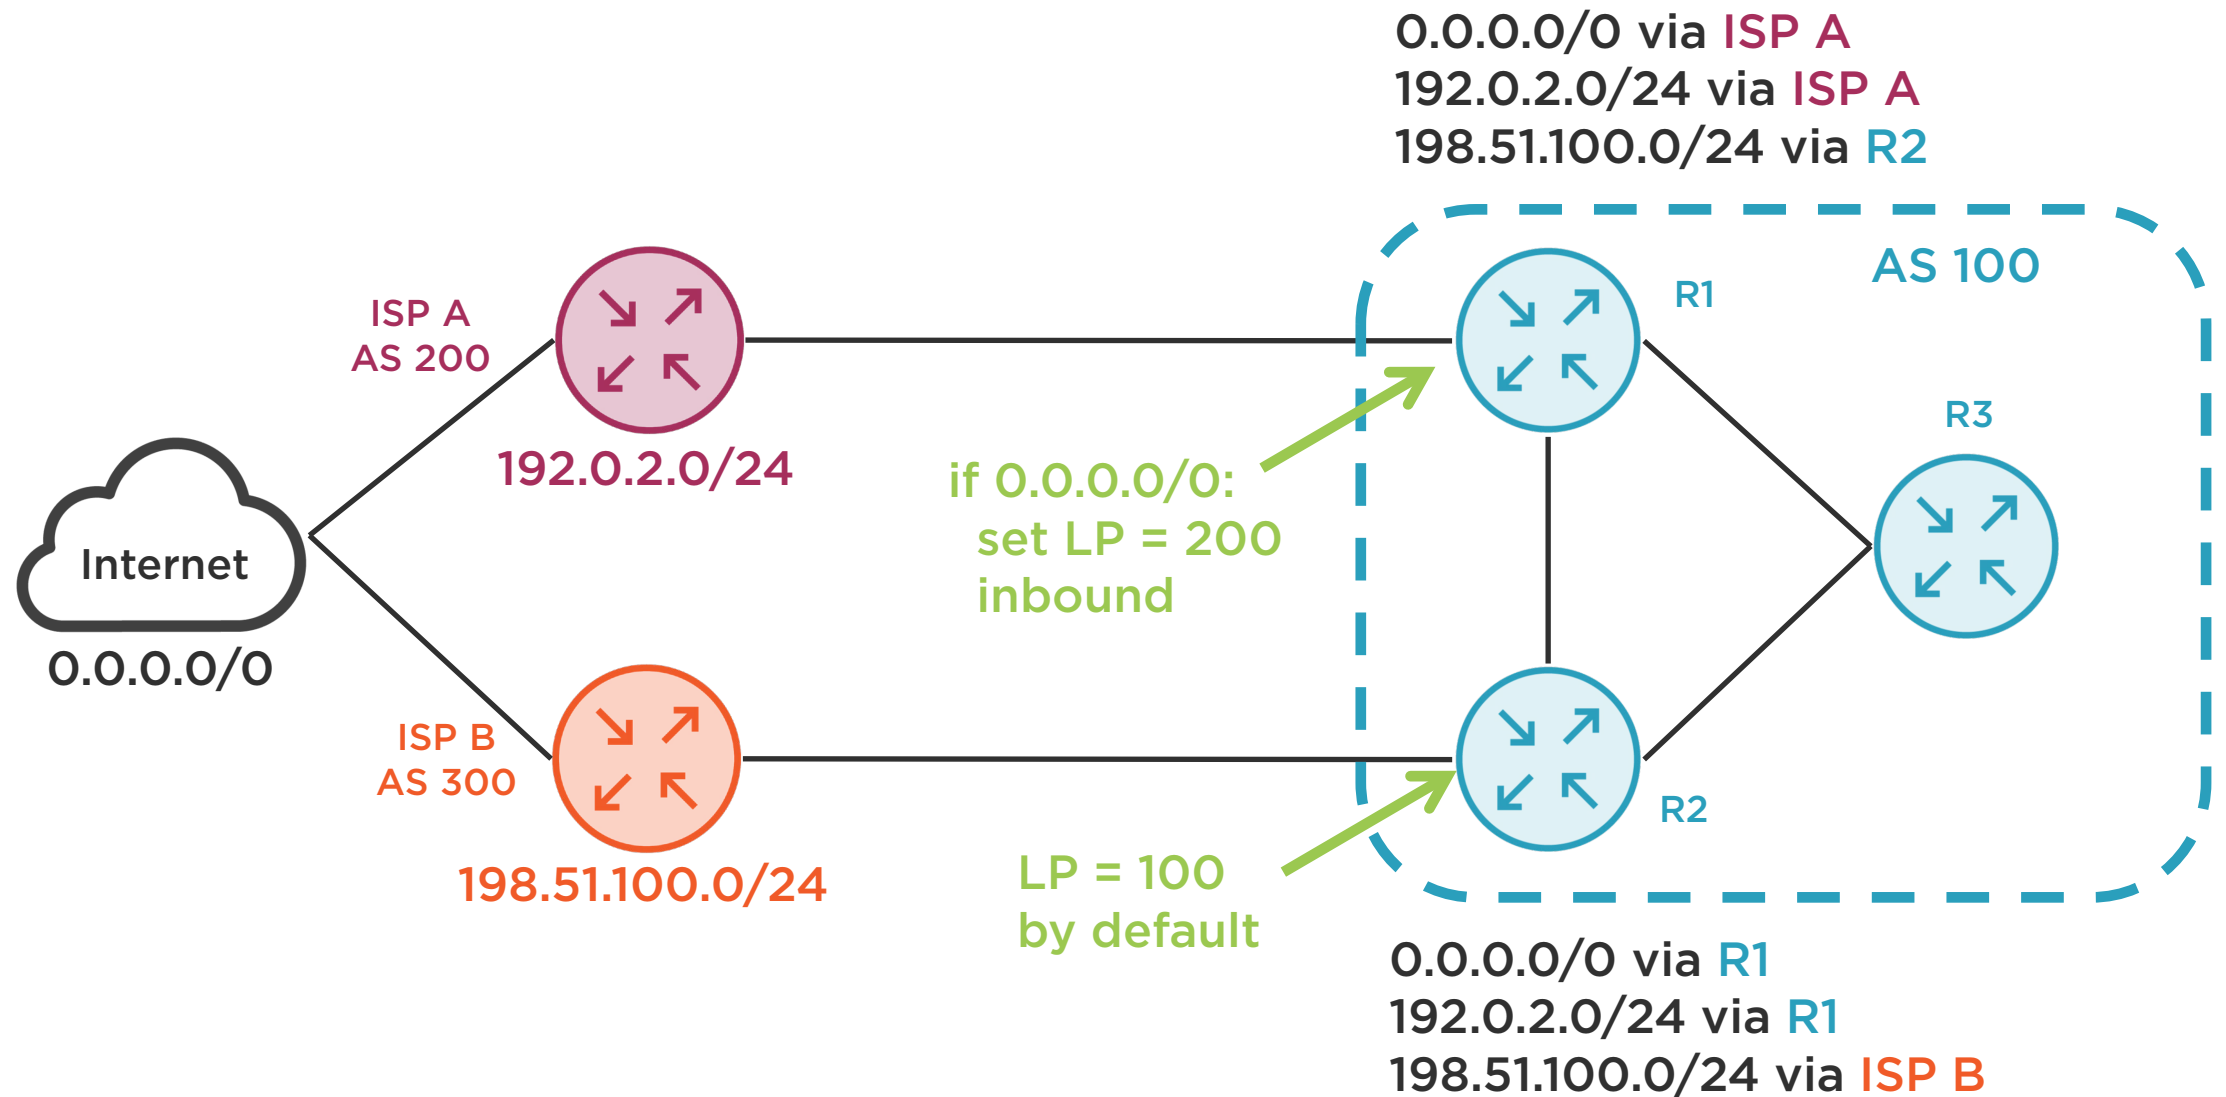 0.0.0.0/0 via ISP A
192.0.2.0/24 via ISP A
198.51.100.0/24 via R2
AS 100
R1
ISP A
AS 200
R3
192.0.2.0/24
if 0.0.0.0/0:
set LP = 200
inbound
Internet
0.0.0.0/0
ISP B
AS 300
R2
198.51.100.0/24
LP = 100
by default
0.0.0.0/0 via R1
192.0.2.0/24 via R1
198.51.100.0/24 via ISP B